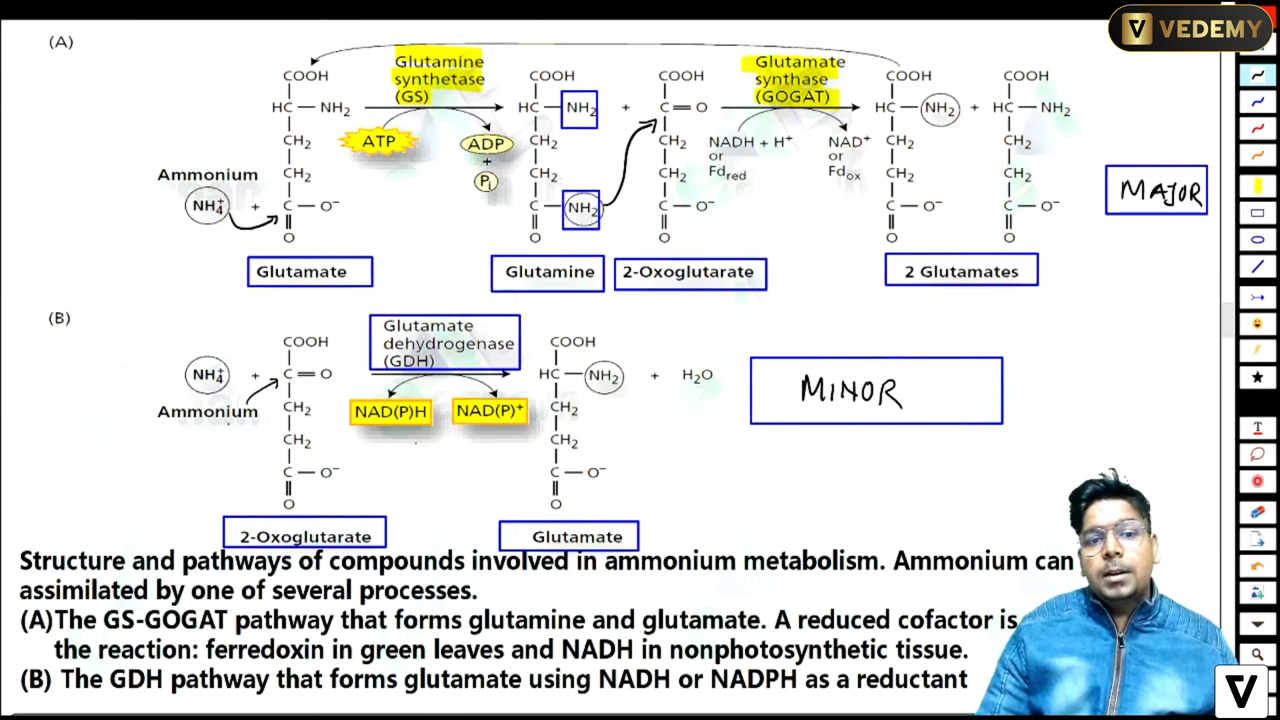 VEDEMY
(A)
Glutamine
synthetase
(GS)
Glutamate
synthase
(GOGAT)
COOH
COOH
COOH
COOH
COOH
HC — NH2
HC — NH2
+
C = O
HC — NH2
+
HC — NH2
ATP
ADP
+
Pi
NADH + H+
or
Fdred
NAD+
or
Fdox
CH2
CH2
CH2
CH2
CH2
CH2
CH2
CH2
CH2
CH2
Ammonium
NH4+
+
C — O−
C — NH2
C — O−
C — O−
C — O−
O
O
O
O
O
MAJOR
Glutamate
Glutamine
2-Oxoglutarate
2 Glutamates
(B)
Glutamate
dehydrogenase
(GDH)
COOH
COOH
NH4+
+
C = O
HC — NH2
+
H2O
Ammonium
NAD(P)H
NAD(P)+
MINOR
CH2
CH2
CH2
CH2
C — O−
C — O−
O
O
2-Oxoglutarate
Glutamate
Structure and pathways of compounds involved in ammonium metabolism. Ammonium can
assimilated by one of several processes.
(A)The GS-GOGAT pathway that forms glutamine and glutamate. A reduced cofactor is
the reaction: ferredoxin in green leaves and NADH in nonphotosynthetic tissue.
(B) The GDH pathway that forms glutamate using NADH or NADPH as a reductant